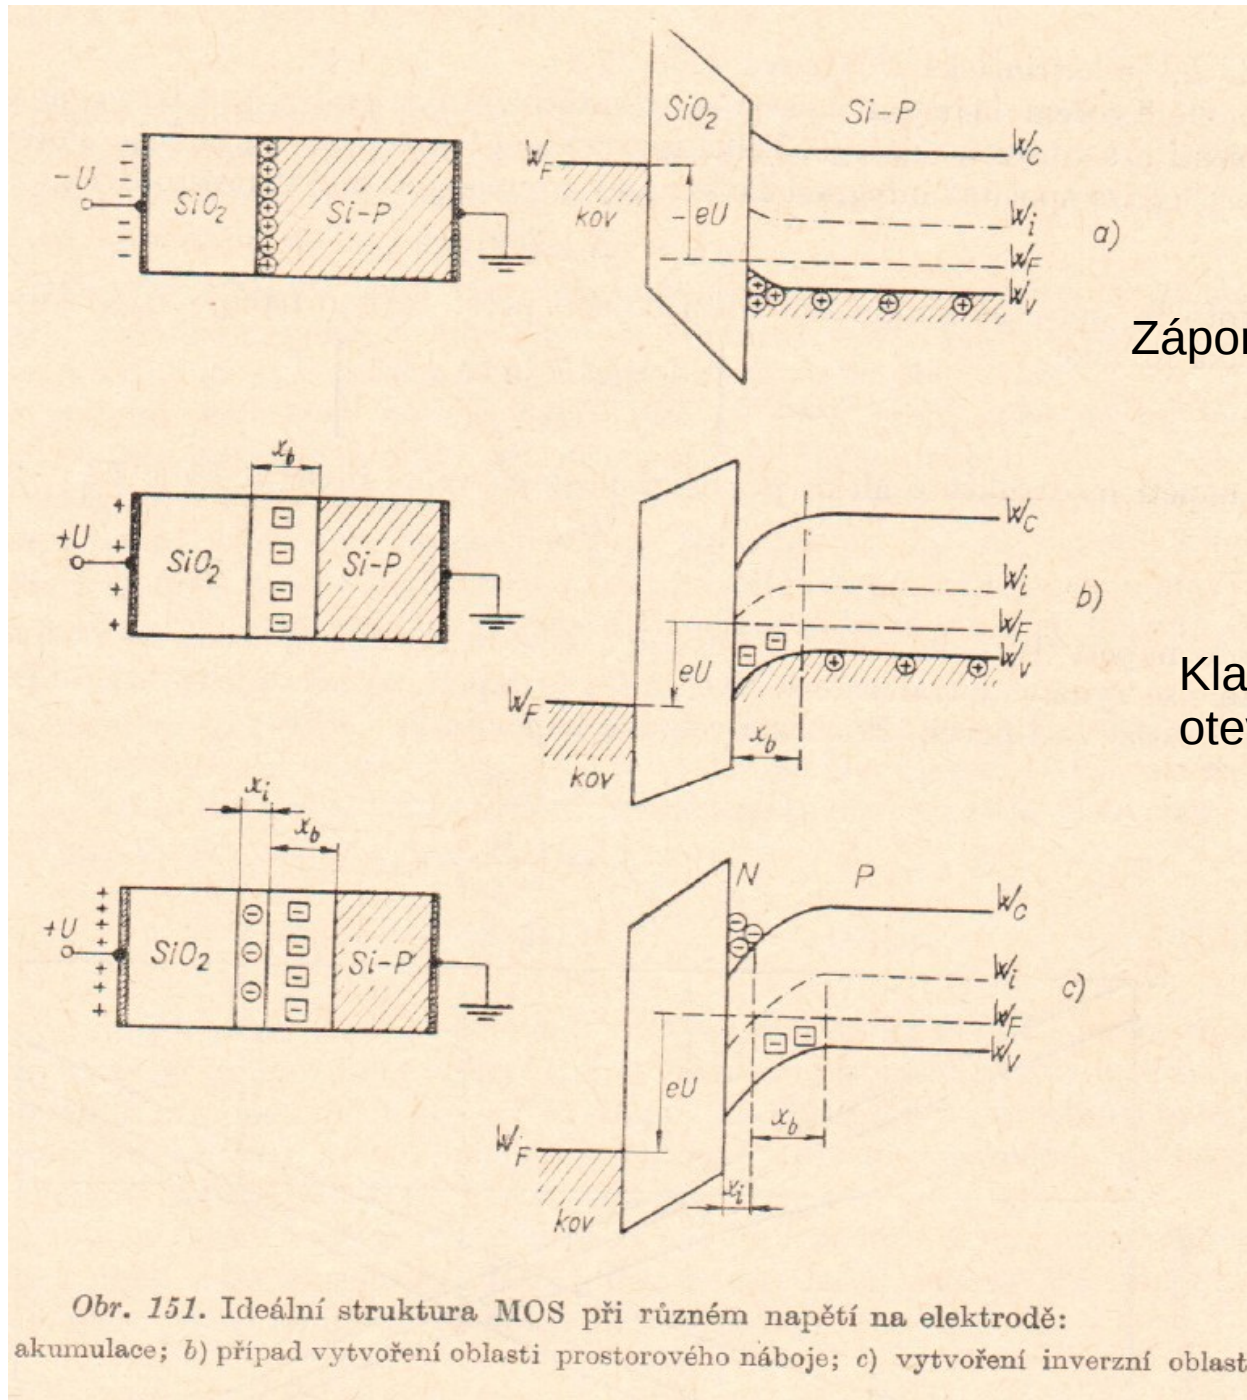 SiO₂
Si-P
W_C
W_F
-U
SiO₂
Si-P
kov
-eU
W_i
a)
W_F
W_v
Zápor
x_b
W_C
+U
SiO₂
Si-P
W_i
b)
W_F
eU
W_v
Kla
W_F
x_b
otev
kov
x_i
x_b
N
P
W_C
+U
SiO₂
Si-P
W_i
c)
W_F
W_v
eU
x_b
W_F
x_i
kov
Obr. 151. Ideální struktura MOS při různém napětí na elektrodě:
akumulace; b) případ vytvoření oblasti prostorového náboje; c) vytvoření inverzní oblast